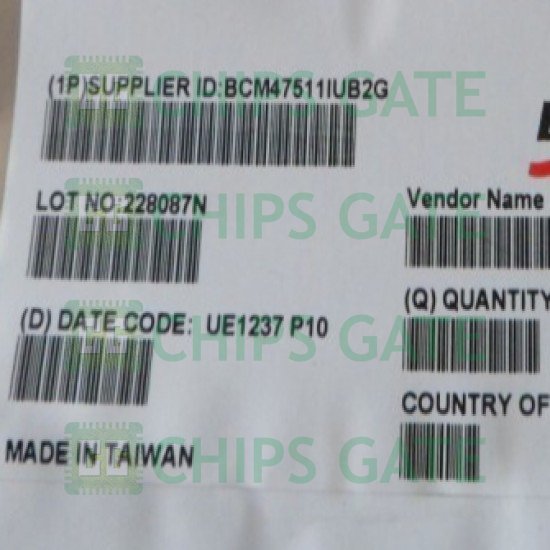 (1P)SUPPLIER ID:BCM47511IUB2G
LOT NO:228087N
Vendor Name
(D) DATE CODE: UE1237 P10
(Q) QUANTITY
COUNTRY OF
MADE IN TAIWAN
CHIPS GATE
CHIPS GATE
CHIPS GATE
CHIPS GATE